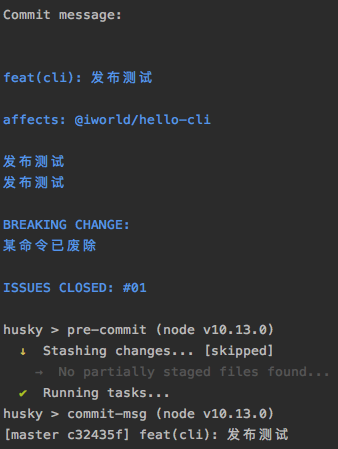 Commit message:
feat(cli): 发布测试
affects: @iworld/hello-cli
发布测试
发布测试
BREAKING CHANGE:
某命令已废除
ISSUES CLOSED: #01
husky > pre-commit (node v10.13.0)
↓ Stashing changes... [skipped]
→ No partially staged files found...
✔ Running tasks...
husky > commit-msg (node v10.13.0)
[master c32435f] feat(cli): 发布测试